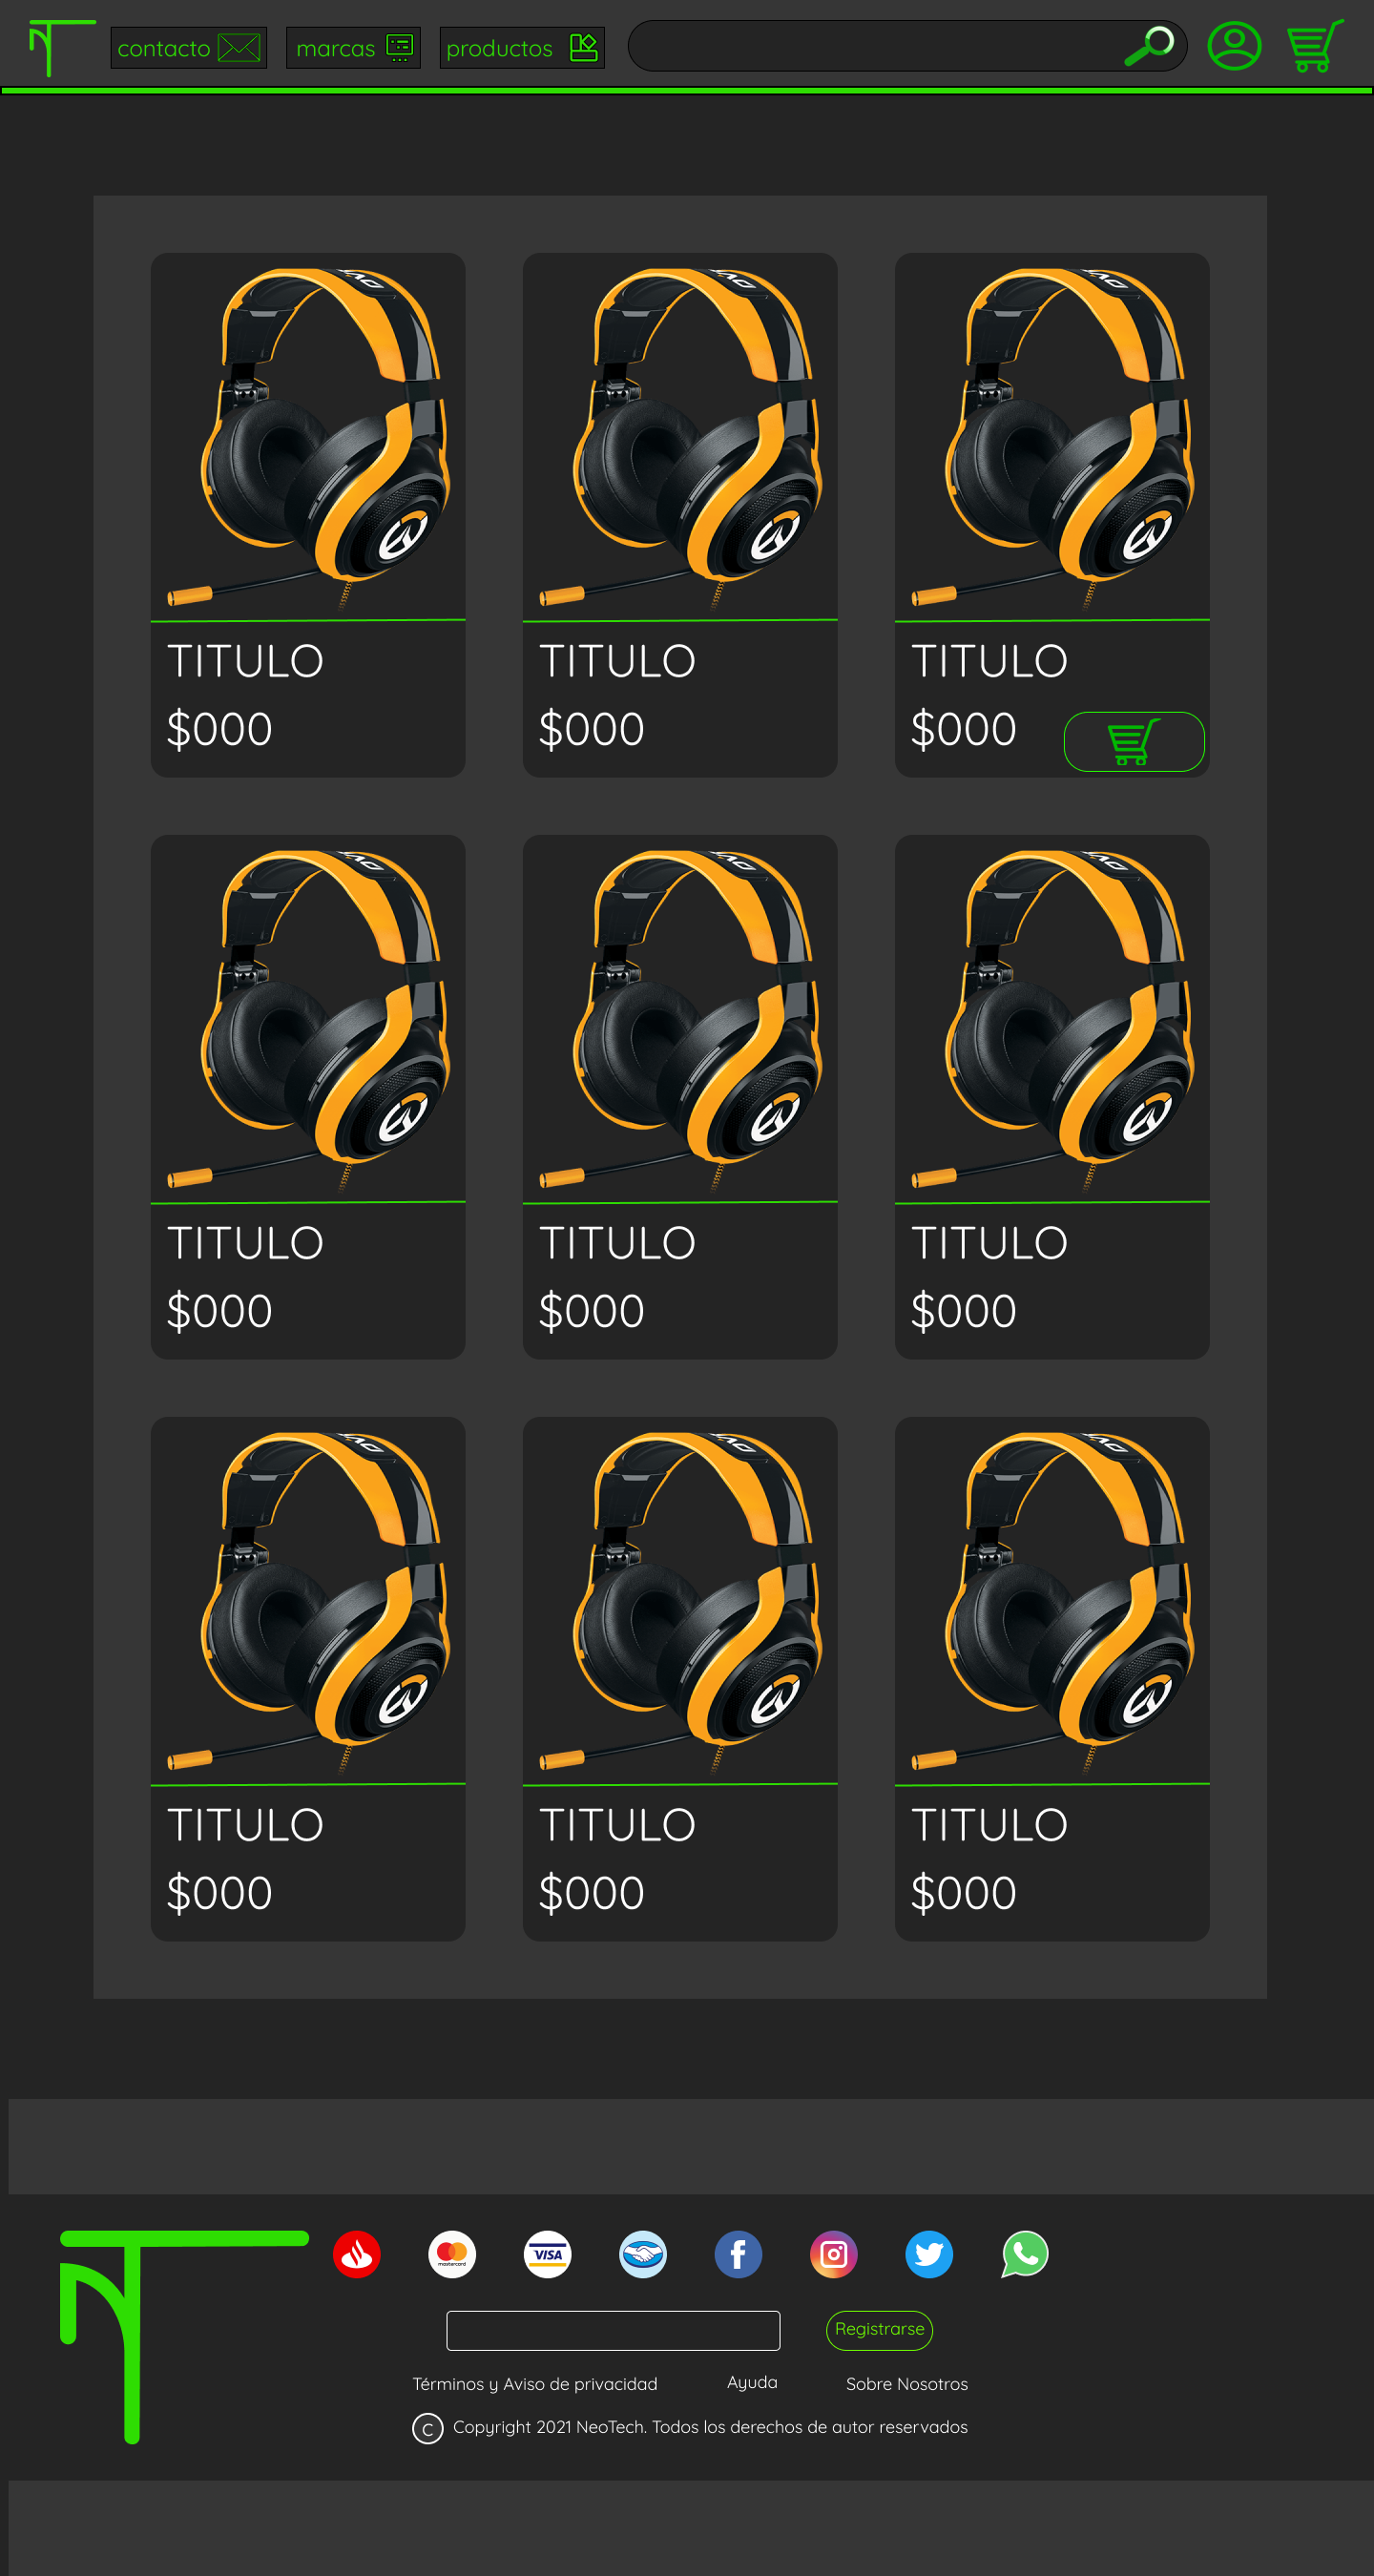 contacto
marcas
productos
TITULO
$000
TITULO
$000
TITULO
$000
TITULO
$000
TITULO
$000
TITULO
$000
TITULO
$000
TITULO
$000
TITULO
$000
mastercard
VISA
Registrarse
Términos y Aviso de privacidad
Ayuda
Sobre Nosotros
C Copyright 2021 NeoTech. Todos los derechos de autor reservados